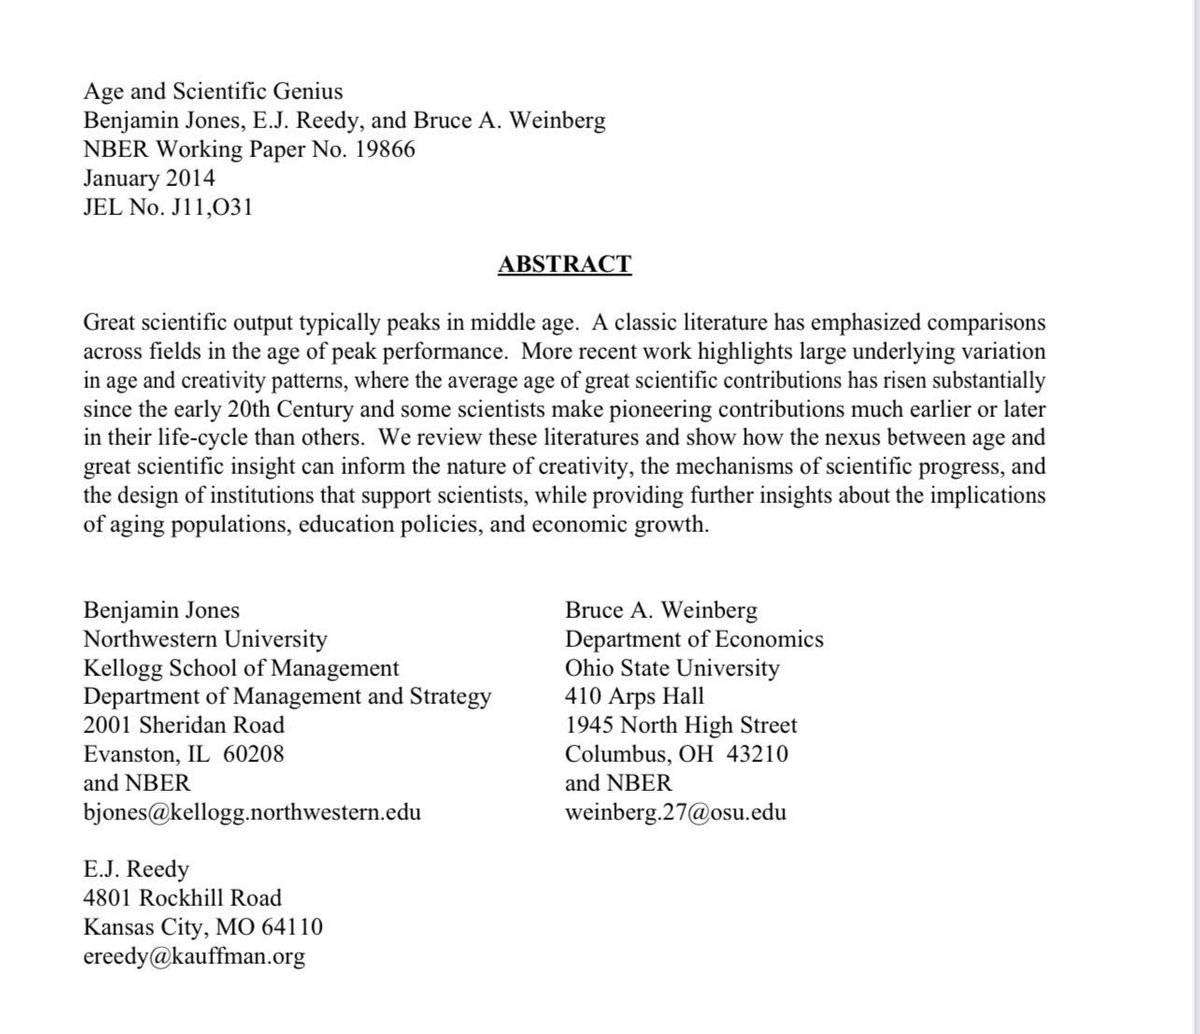 Age and Scientific Genius
Benjamin Jones, E.J. Reedy, and Bruce A. Weinberg
NBER Working Paper No. 19866
January 2014
JEL No. J11,O31
ABSTRACT
Great scientific output typically peaks in middle age.  A classic literature has emphasized comparisons
across fields in the age of peak performance.  More recent work highlights large underlying variation
in age and creativity patterns, where the average age of great scientific contributions has risen substantially
since the early 20th Century and some scientists make pioneering contributions much earlier or later
in their life-cycle than others.  We review these literatures and show how the nexus between age and
great scientific insight can inform the nature of creativity, the mechanisms of scientific progress, and
the design of institutions that support scientists, while providing further insights about the implications
of aging populations, education policies, and economic growth.
Benjamin Jones
Northwestern University
Kellogg School of Management
Department of Management and Strategy
2001 Sheridan Road
Evanston, IL  60208
and NBER
bjones@kellogg.northwestern.edu
Bruce A. Weinberg
Department of Economics
Ohio State University
410 Arps Hall
1945 North High Street
Columbus, OH  43210
and NBER
weinberg.27@osu.edu
E.J. Reedy
4801 Rockhill Road
Kansas City, MO 64110
ereedy@kauffman.org